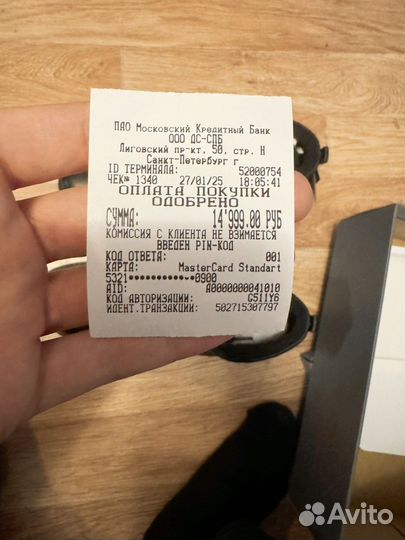 ПАО Московский Кредитный Банк
ООО ДС-СПБ
Лиговский пр-кт. 50, стр. Н
Санкт-Петербург г
ID ТЕРМИНАЛА: 52000754
ЧЕК# 1340 27/01/25 18:05:41
ОПЛАТА ПОКУПКИ
ОДОБРЕНО
СУММА: 14'999.00 РУБ
КОМИССИЯ С КЛИЕНТА НЕ ВЗИМАЕТСЯ
ВВЕДЕН PIN-КОД
КОД ОТВЕТА: 001
КАРТА: MasterCard Standart
5321••••••••••••0900
AID: A0000000041010
КОД АВТОРИЗАЦИИ: G511Y6
ИДЕНТ.ТРАНЗАКЦИИ: 502715307797
Avito